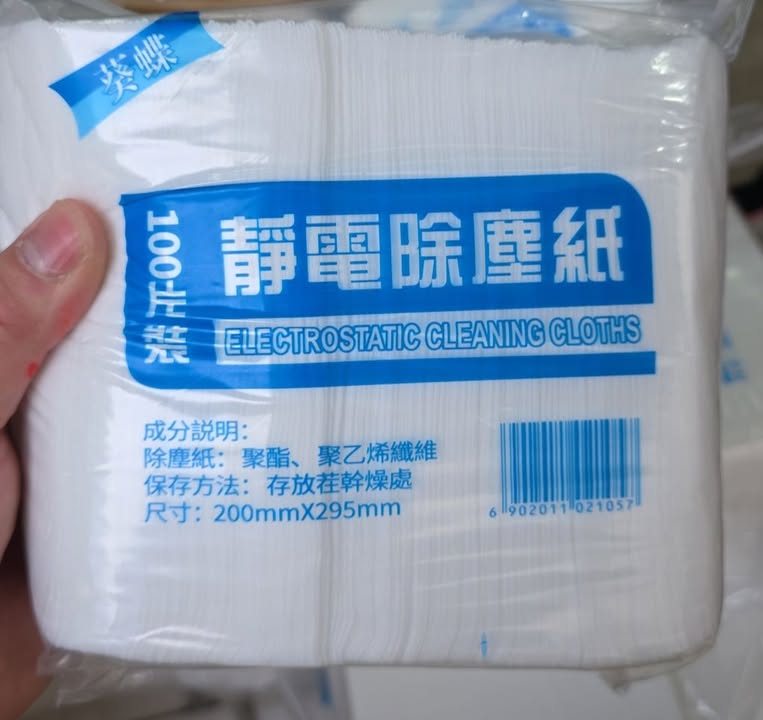 葵蝶
100片裝
靜電除塵紙
ELECTROSTATIC CLEANING CLOTHS
成分説明：
除塵紙：聚酯、聚乙烯纖維
保存方法：存放茬幹燥處
尺寸：200mmX295mm
6 902011 021057